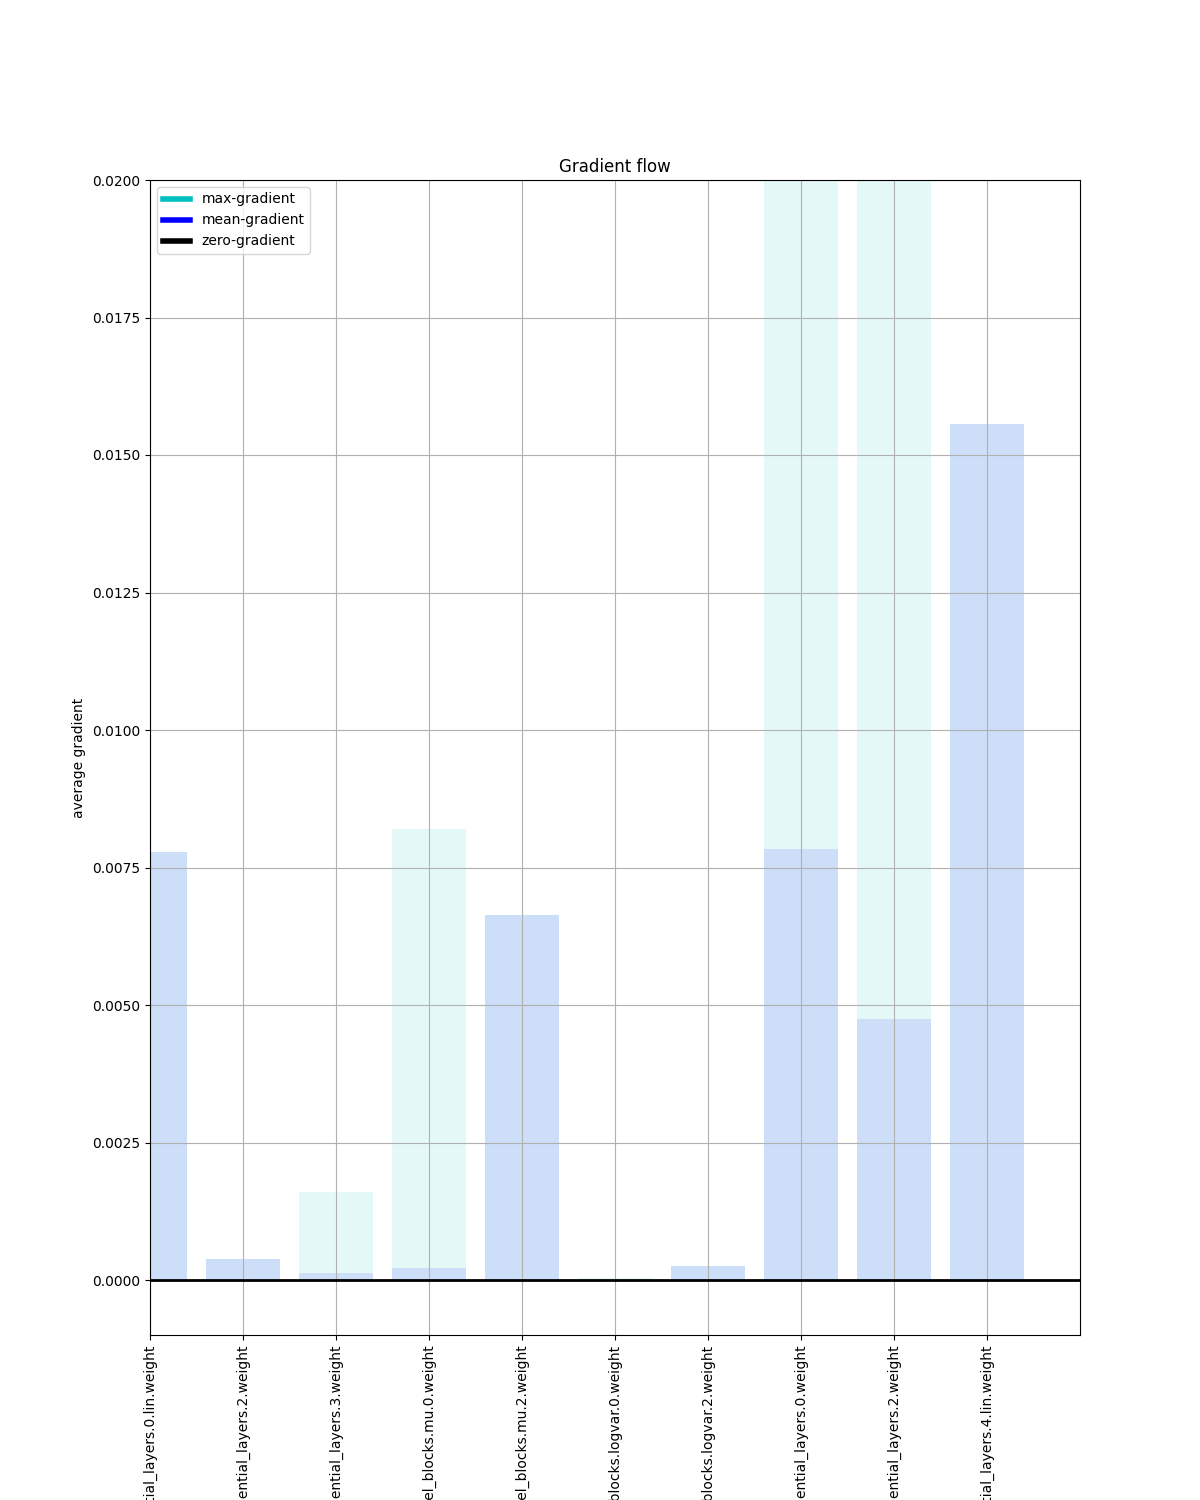 Gradient flow
max-gradient
mean-gradient
zero-gradient
0.0200
0.0175
0.0150
0.0125
0.0100
0.0075
0.0050
0.0025
0.0000
average gradient
tial_layers.0.lin.weight
ential_layers.2.weight
ential_layers.3.weight
el_blocks.mu.0.weight
el_blocks.mu.2.weight
blocks.logvar.0.weight
blocks.logvar.2.weight
ential_layers.0.weight
ential_layers.2.weight
tial_layers.4.lin.weight